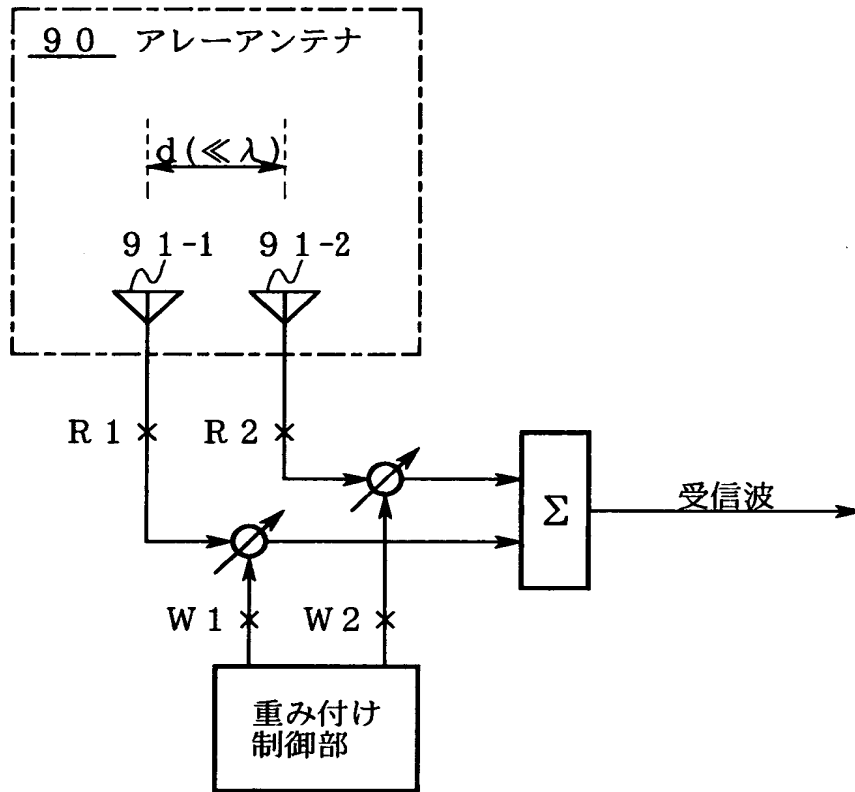 90 アレーアンテナ
d(≪λ)
91-1 91-2
R1 R2
Σ
受信波
W1 W2
重み付け
制御部